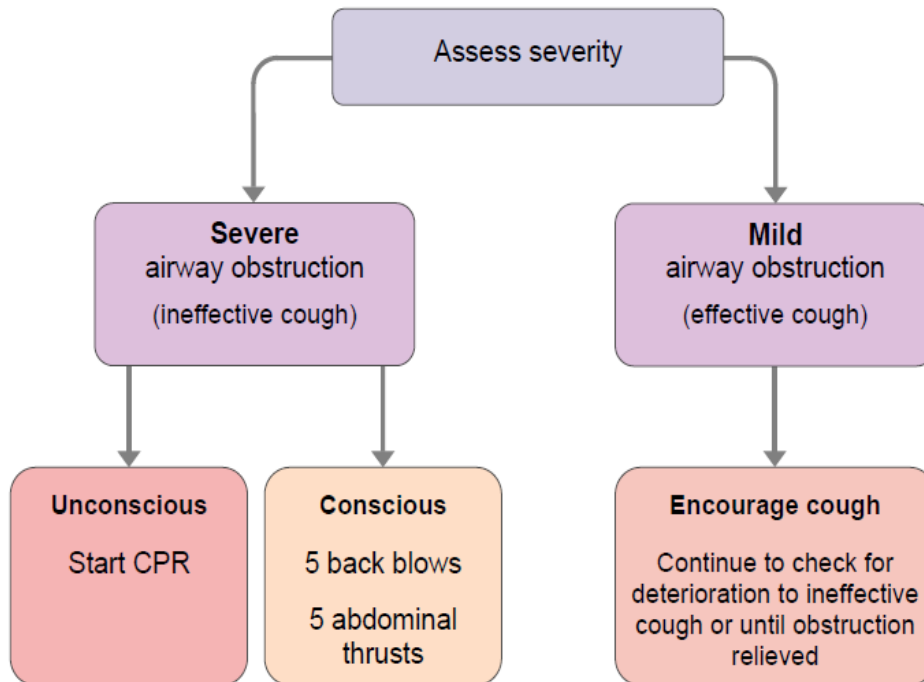 Assess severity
Severe
airway obstruction
(ineffective cough)
Mild
airway obstruction
(effective cough)
Unconscious
Start CPR
Conscious
5 back blows
5 abdominal
thrusts
Encourage cough
Continue to check for
deterioration to ineffective
cough or until obstruction
relieved